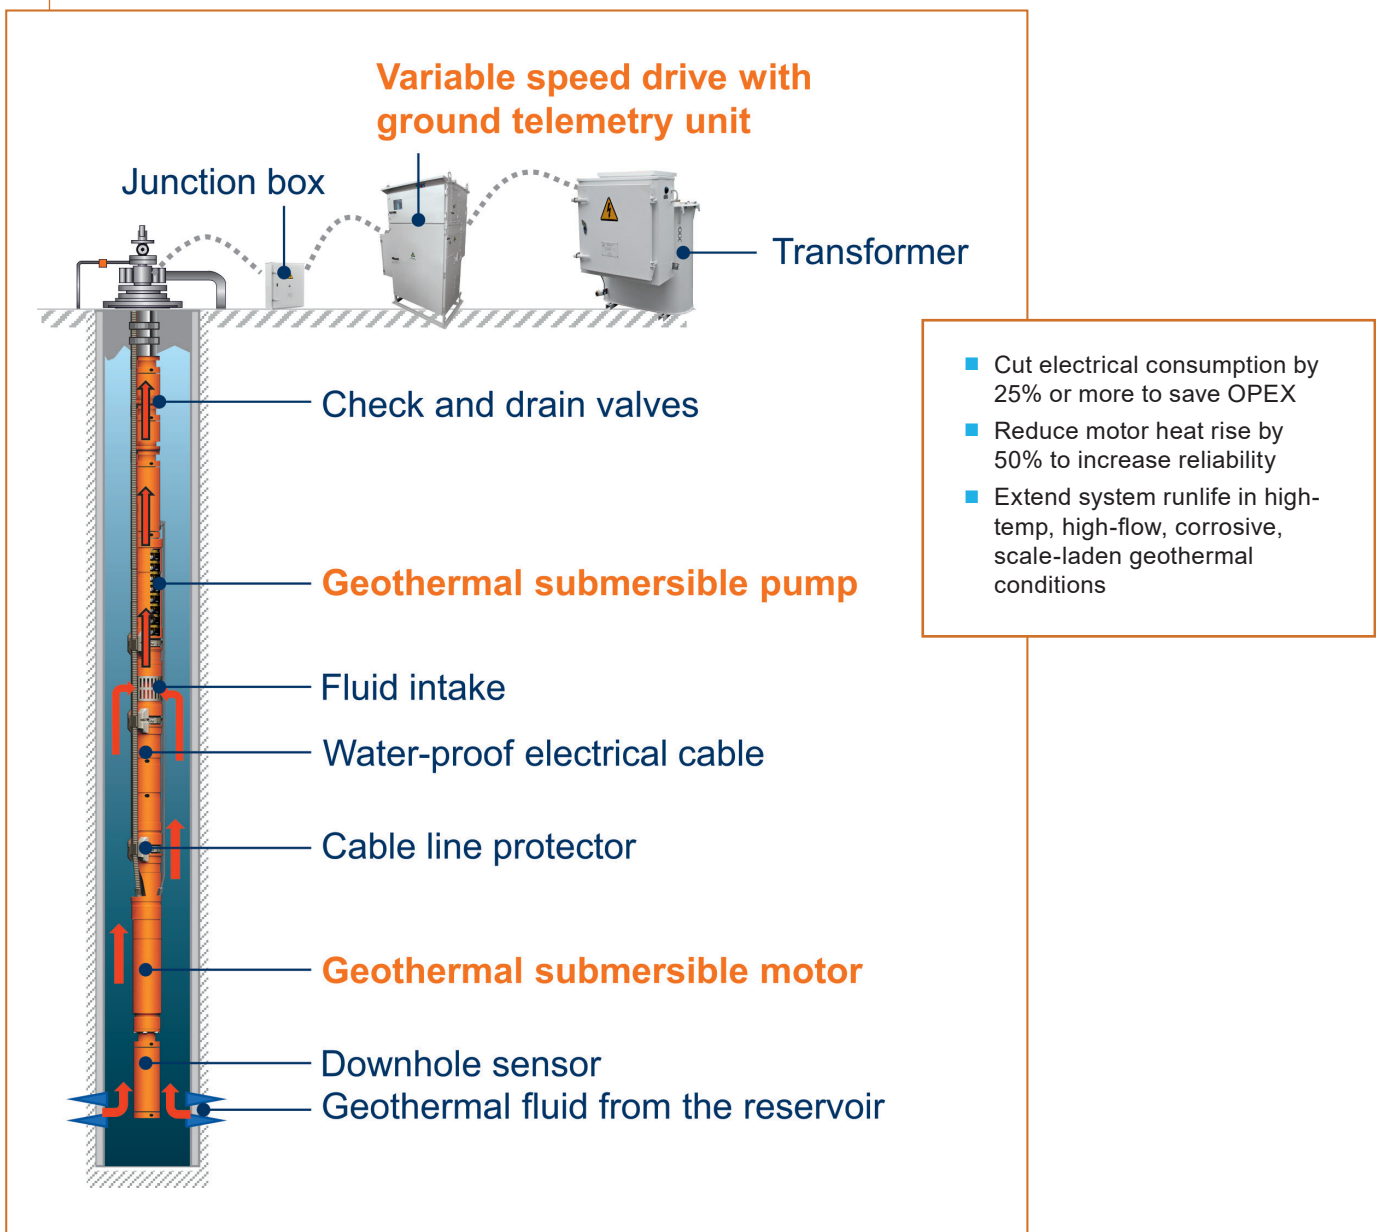 Variable speed drive with
ground telemetry unit
Junction box
Transformer
Check and drain valves
Geothermal submersible pump
Fluid intake
Water-proof electrical cable
Cable line protector
Geothermal submersible motor
Downhole sensor
Geothermal fluid from the reservoir
Cut electrical consumption by
25% or more to save OPEX
Reduce motor heat rise by
50% to increase reliability
Extend system runlife in high-
temp, high-flow, corrosive,
scale-laden geothermal
conditions